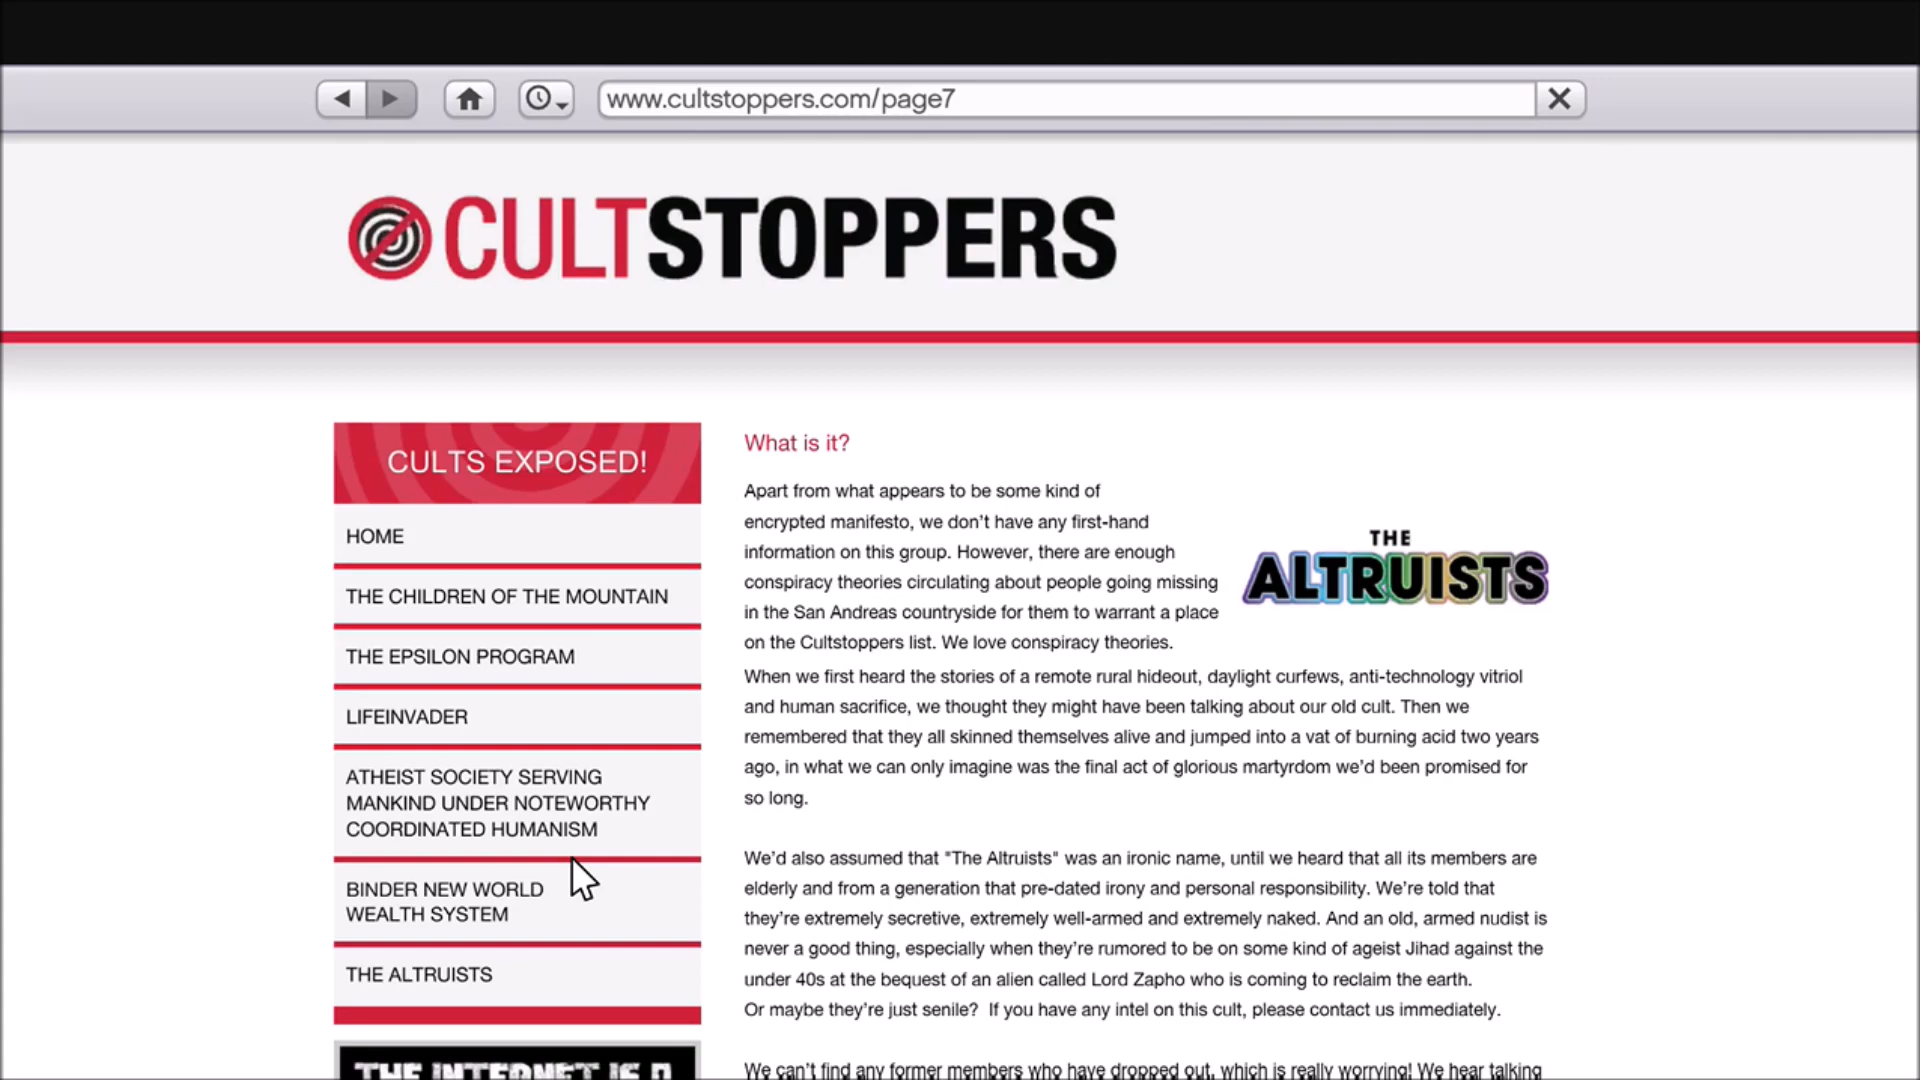 www.cultstoppers.com/page7
CULTSTOPPERS
CULTS EXPOSED!
HOME
THE CHILDREN OF THE MOUNTAIN
THE EPSILON PROGRAM
LIFEINVADER
ATHEIST SOCIETY SERVING
MANKIND UNDER NOTEWORTHY
COORDINATED HUMANISM
BINDER NEW WORLD
WEALTH SYSTEM
THE ALTRUISTS
THE INTERNET IS A
What is it?
Apart from what appears to be some kind of
encrypted manifesto, we don't have any first-hand
information on this group. However, there are enough
conspiracy theories circulating about people going missing
in the San Andreas countryside for them to warrant a place
on the Cultstoppers list. We love conspiracy theories.
THE
ALTRUISTS
When we first heard the stories of a remote rural hideout, daylight curfews, anti-technology vitriol
and human sacrifice, we thought they might have been talking about our old cult. Then we
remembered that they all skinned themselves alive and jumped into a vat of burning acid two years
ago, in what we can only imagine was the final act of glorious martyrdom we'd been promised for
so long.
We'd also assumed that "The Altruists" was an ironic name, until we heard that all its members are
elderly and from a generation that pre-dated irony and personal responsibility. We're told that
they're extremely secretive, extremely well-armed and extremely naked. And an old, armed nudist is
never a good thing, especially when they're rumored to be on some kind of ageist Jihad against the
under 40s at the bequest of an alien called Lord Zapho who is coming to reclaim the earth.
Or maybe they're just senile? If you have any intel on this cult, please contact us immediately.
We can't find any former members who have dropped out, which is really worrying! We hear talking